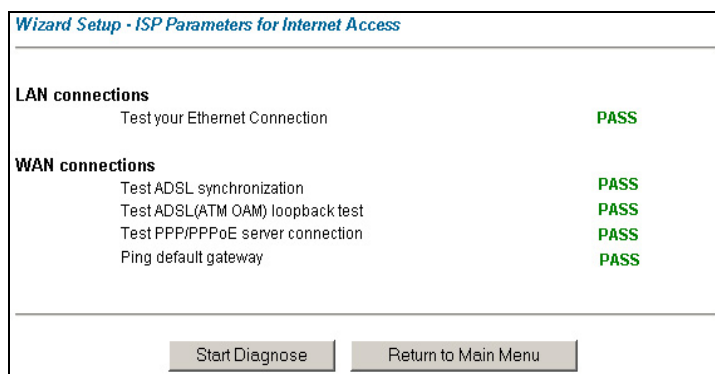 Wizard Setup - ISP Parameters for Internet Access
LAN connections
Test your Ethernet Connection PASS
WAN connections
Test ADSL synchronization PASS
Test ADSL(ATM OAM) loopback test PASS
Test PPP/PPPoE server connection PASS
Ping default gateway PASS
Start Diagnose Return to Main Menu